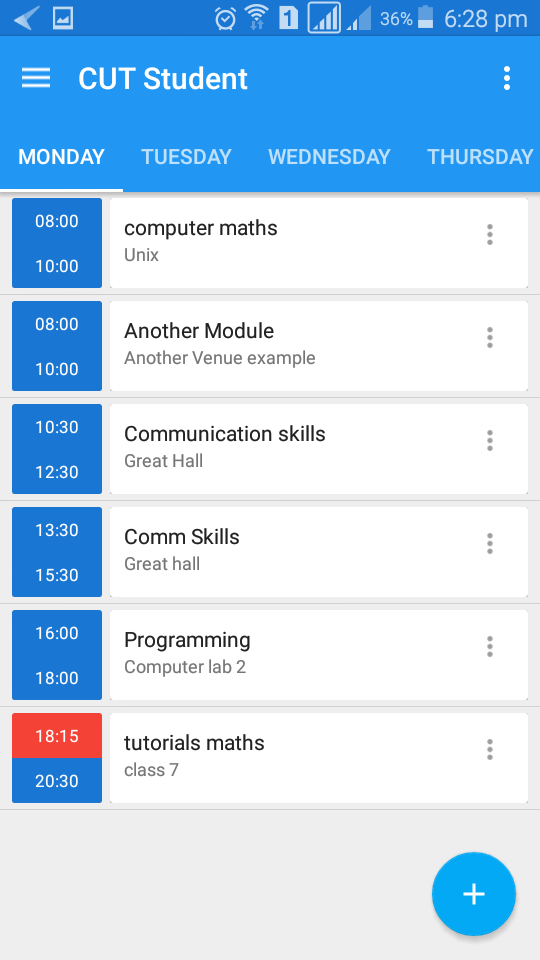 1 36% 6:28 pm
CUT Student
MONDAY TUESDAY WEDNESDAY THURSDAY
08:00
computer maths
Unix
10:00
08:00
Another Module
Another Venue example
10:00
10:30
Communication skills
Great Hall
12:30
13:30
Comm Skills
Great hall
15:30
16:00
Programming
Computer lab 2
18:00
18:15
tutorials maths
class 7
20:30
+